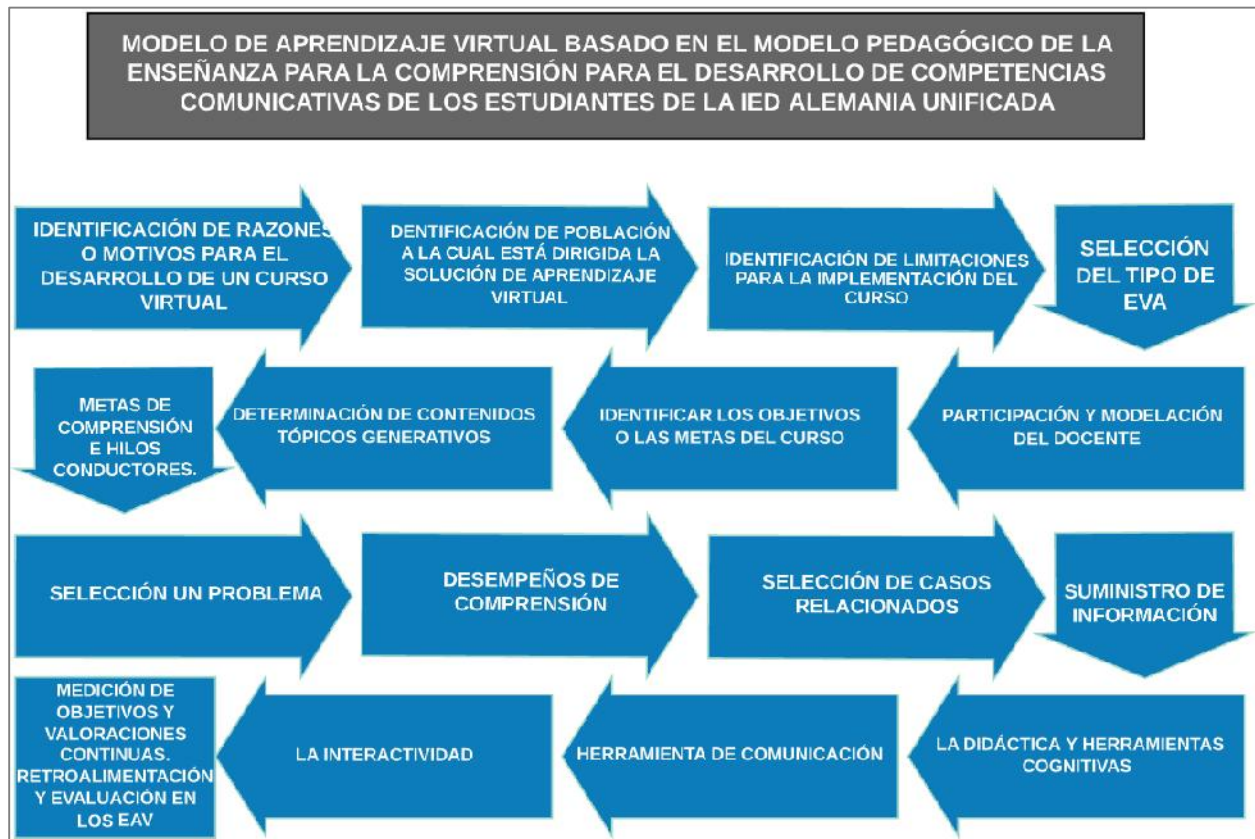 MODELO DE APRENDIZAJE VIRTUAL BASADO EN EL MODELO PEDAGÓGICO DE LA
ENSEÑANZA PARA LA COMPRENSIÓN PARA EL DESARROLLO DE COMPETENCIAS
COMUNICATIVAS DE LOS ESTUDIANTES DE LA IED ALEMANIA UNIFICADA
IDENTIFICACIÓN DE RAZONES
O MOTIVOS PARA EL
DESARROLLO DE UN CURSO
VIRTUAL
DENTIFICACIÓN DE POBLACIÓN
A LA CUAL ESTÁ DIRIGIDA LA
SOLUCIÓN DE APRENDIZAJE
VIRTUAL
IDENTIFICACIÓN DE LIMITACIONES
PARA LA IMPLEMENTACIÓN DEL
CURSO
SELECCIÓN
DEL TIPO DE
EVA
PARTICIPACIÓN Y MODELACIÓN
DEL DOCENTE
IDENTIFICAR LOS OBJETIVOS
O LAS METAS DEL CURSO
DETERMINACIÓN DE CONTENIDOS
TÓPICOS GENERATIVOS
METAS DE
COMPRENSIÓN
E HILOS
CONDUCTORES.
SELECCIÓN UN PROBLEMA
DESEMPEÑOS DE
COMPRENSIÓN
SELECCIÓN DE CASOS
RELACIONADOS
SUMINISTRO DE
INFORMACIÓN
LA DIDÁCTICA Y HERRAMIENTAS
COGNITIVAS
HERRAMIENTA DE COMUNICACIÓN
LA INTERACTIVIDAD
MEDICIÓN DE
OBJETIVOS Y
VALORACIONES
CONTINUAS.
RETROALIMENTACIÓN
Y EVALUACIÓN EN
LOS EAV